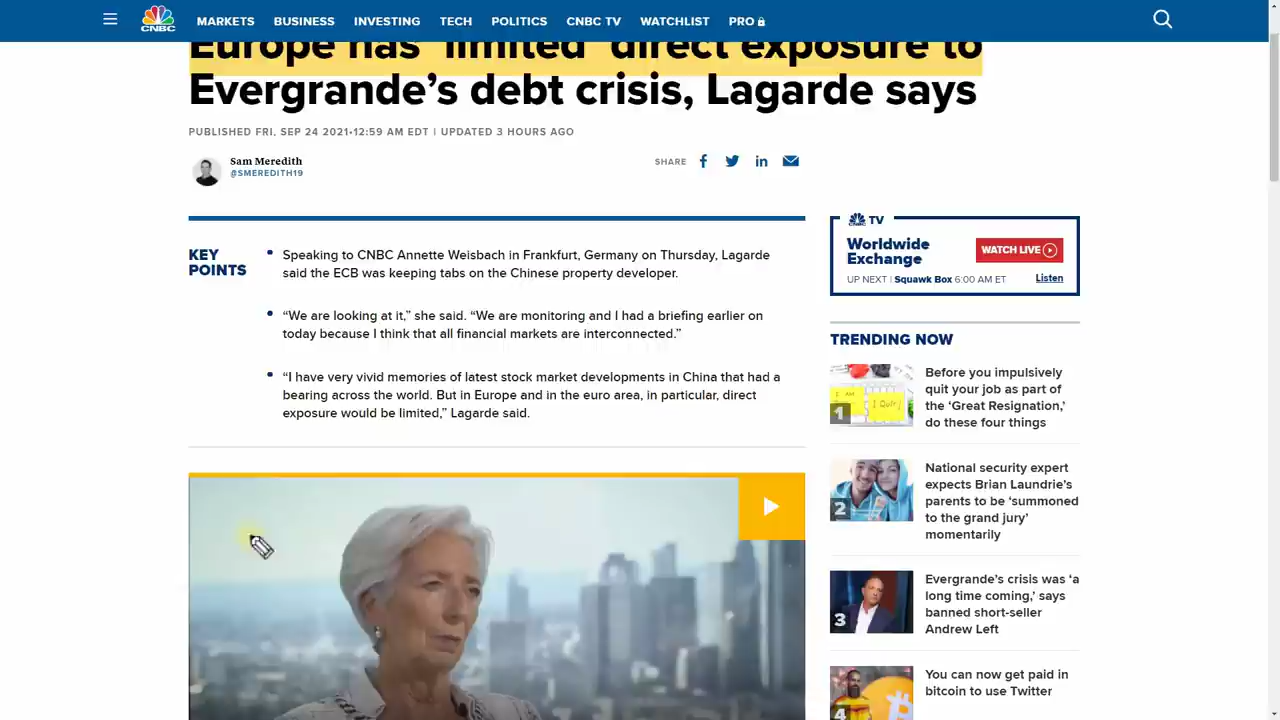 CNBC
MARKETS
BUSINESS
INVESTING
TECH
POLITICS
CNBC TV
WATCHLIST
PRO
Europe has ‘limited’ direct exposure to
Evergrande’s debt crisis, Lagarde says
PUBLISHED FRI, SEP 24 2021•12:59 AM EDT | UPDATED 3 HOURS AGO
Sam Meredith
@SMEREDITH19
SHARE
KEY
POINTS
Speaking to CNBC Annette Weisbach in Frankfurt, Germany on Thursday, Lagarde
said the ECB was keeping tabs on the Chinese property developer.
“We are looking at it,” she said. “We are monitoring and I had a briefing earlier on
today because I think that all financial markets are interconnected.”
“I have very vivid memories of latest stock market developments in China that had a
bearing across the world. But in Europe and in the euro area, in particular, direct
exposure would be limited,” Lagarde said.
TV
Worldwide
Exchange
WATCH LIVE
UP NEXT | Squawk Box 6:00 AM ET
Listen
TRENDING NOW
1
I AM
I Quit!
Before you impulsively
quit your job as part of
the ‘Great Resignation,’
do these four things
2
National security expert
expects Brian Laundrie’s
parents to be ‘summoned
to the grand jury’
momentarily
3
Evergrande’s crisis was ‘a
long time coming,’ says
banned short-seller
Andrew Left
4
You can now get paid in
bitcoin to use Twitter